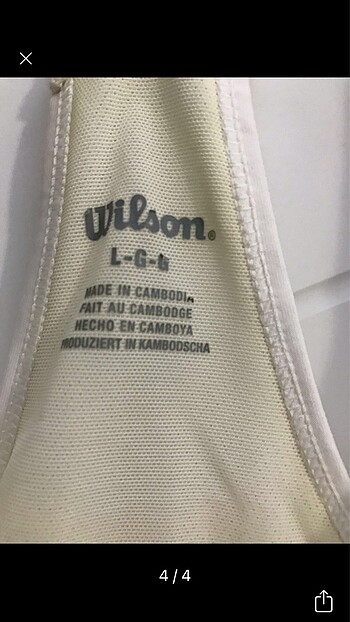 Wilson®
L-G-G
MADE IN CAMBODIA
FAIT AU CAMBODGE
HECHO EN CAMBOYA
PRODUZIERT IN KAMBODSCHA
4 / 4